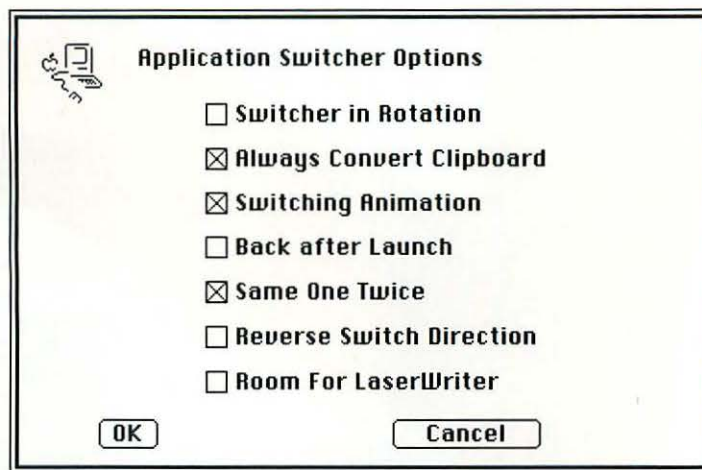 Application Switcher Options
Switcher in Rotation
Always Convert Clipboard
Switching Animation
Back after Launch
Same One Twice
Reverse Switch Direction
Room For LaserWriter
OK Cancel